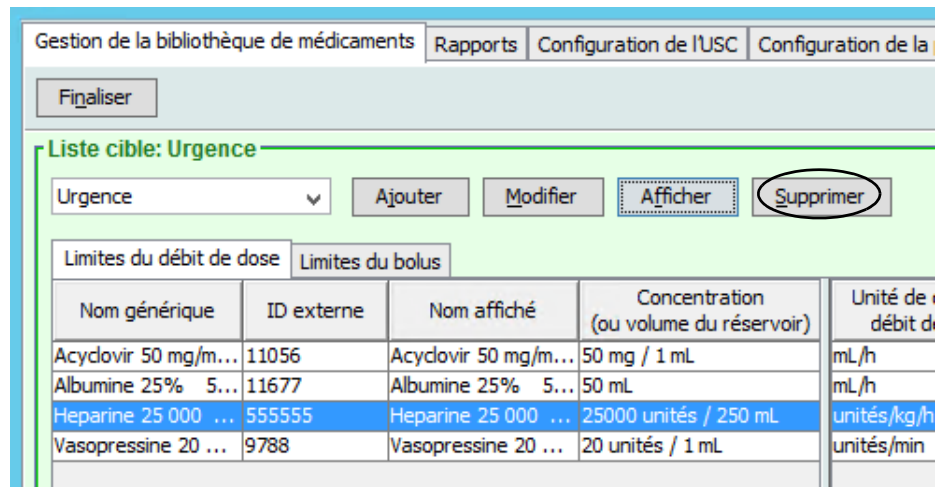 Gestion de la bibliothèque de médicaments Rapports Configuration de l'USC Configuration de la
Finaliser
Liste cible: Urgence
Urgence Ajouter Modifier Afficher Supprimer
Limites du débit de dose Limites du bolus
Nom générique ID externe Nom affiché Concentration (ou volume du réservoir) Unité de débit
Acyclovir 50 mg/m... 11056 Acyclovir 50 mg/m... 50 mg / 1 mL mL/h
Albumine 25% 5... 11677 Albumine 25% 5... 50 mL mL/h
Heparine 25 000 ... 555555 Heparine 25 000 ... 25000 unités / 250 mL unités/kg/h
Vasopressine 20 ... 9788 Vasopressine 20 ... 20 unités / 1 mL unités/min